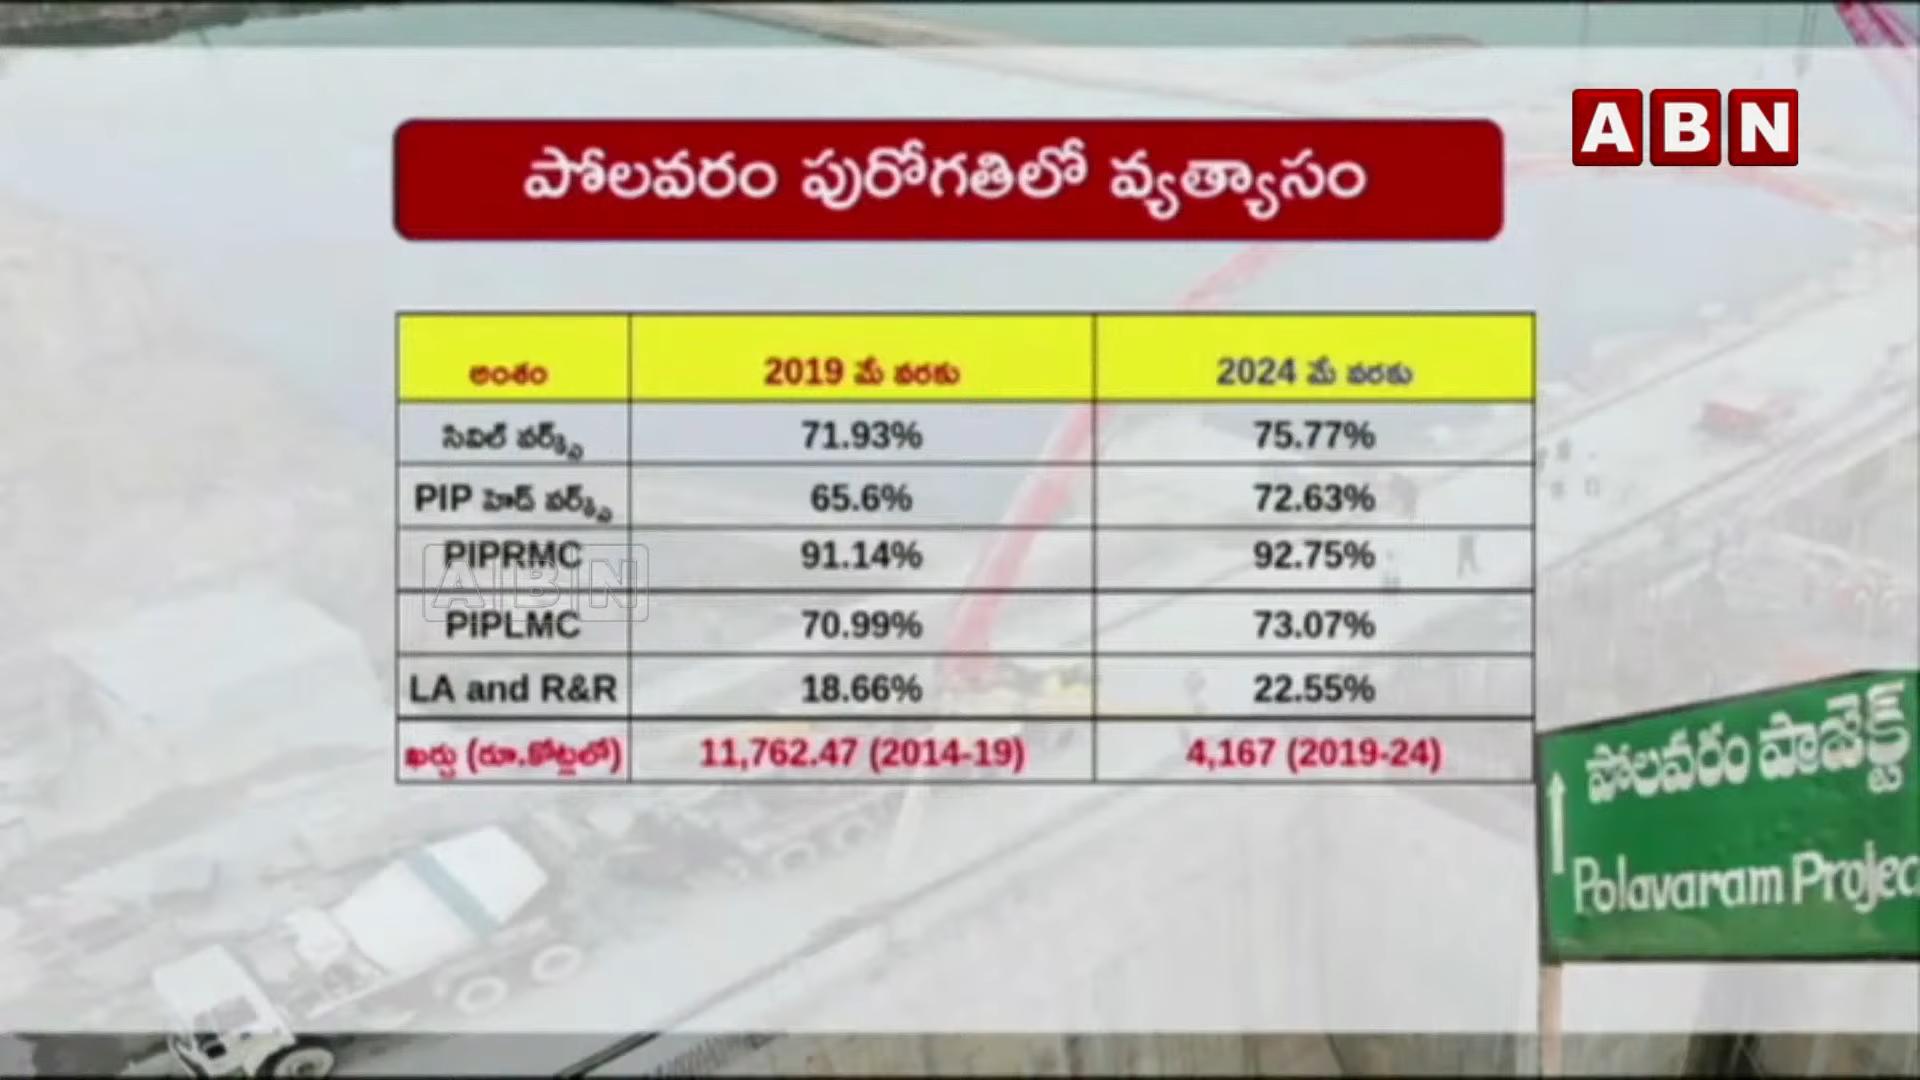 ABN
పోలవరం పురోగతిలో వ్యత్యాసం
అంశం 2019 మే వరకు 2024 మే వరకు
సివిల్ వర్క్స్ 71.93% 75.77%
PIP హెడ్ వర్క్స్ 65.6% 72.63%
PIPRMC 91.14% 92.75%
ABN
PIPLMC 70.99% 73.07%
LA and R&R 18.66% 22.55%
ఖర్చు (రూ.కోట్లలో) 11,762.47 (2014-19) 4,167 (2019-24)
పోలవరం ప్రాజెక్ట్
Polavaram Projec